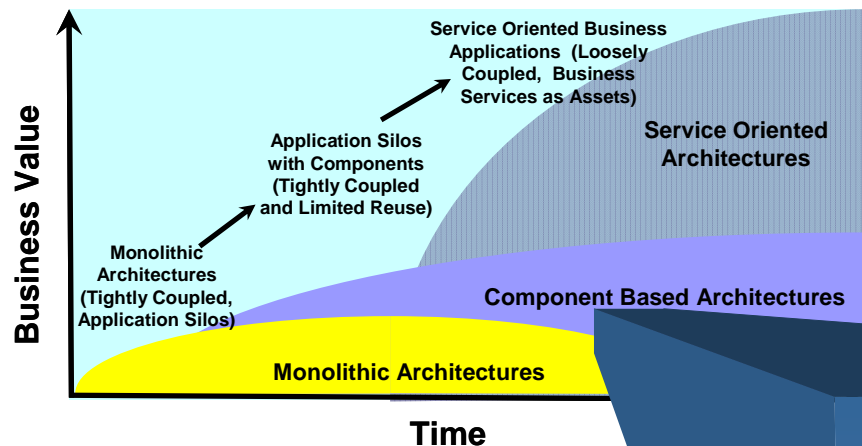 Service Oriented Business
Applications (Loosely
Coupled, Business
Services as Assets)
Application Silos
with Components
(Tightly Coupled
and Limited Reuse)
Monolithic
Architectures
(Tightly Coupled,
Application Silos)
Service Oriented
Architectures
Component Based Architectures
Monolithic Architectures
Business Value
Time